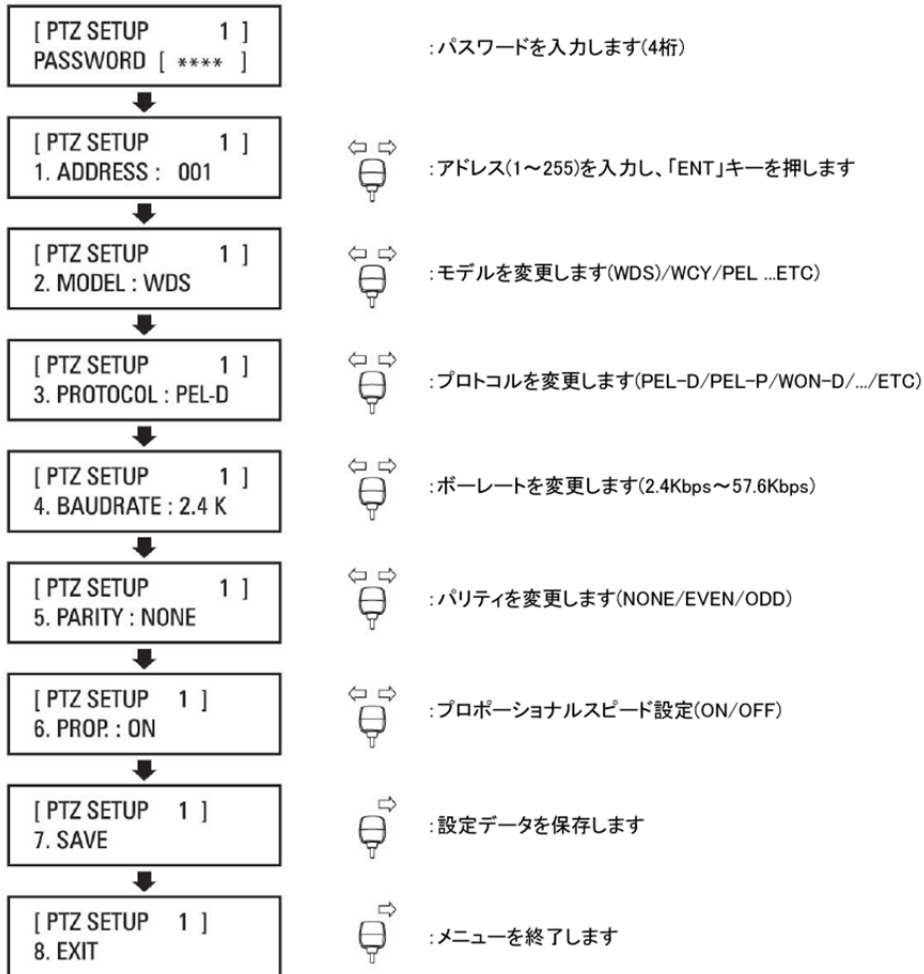 [ PTZ SETUP 1 ]
PASSWORD [ **** ]
:パスワードを入力します(4桁)
[ PTZ SETUP 1 ]
1. ADDRESS : 001
:アドレス(1～255)を入力し、「ENT」キーを押します
[ PTZ SETUP 1 ]
2. MODEL : WDS
:モデルを変更します(WDS)/WCY/PEL ...ETC)
[ PTZ SETUP 1 ]
3. PROTOCOL : PEL-D
:プロトコルを変更します(PEL-D/PEL-P/WON-D/.../ETC)
[ PTZ SETUP 1 ]
4. BAUDRATE : 2.4 K
:ボーレートを変更します(2.4Kbps～57.6Kbps)
[ PTZ SETUP 1 ]
5. PARITY : NONE
:パリティを変更します(NONE/EVEN/ODD)
[ PTZ SETUP 1 ]
6. PROP. : ON
:プロポーショナルスピード設定(ON/OFF)
[ PTZ SETUP 1 ]
7. SAVE
:設定データを保存します
[ PTZ SETUP 1 ]
8. EXIT
:メニューを終了します